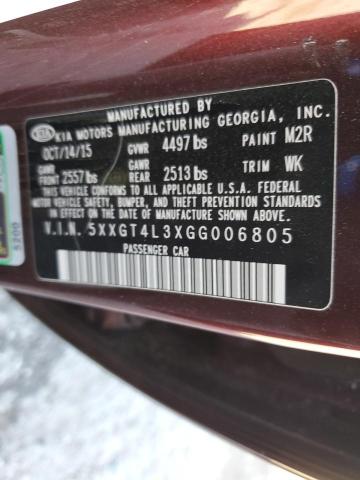 MANUFACTURED BY
KIA KIA MOTORS MANUFACTURING GEORGIA, INC.
OCT/14/15 GVWR 4497 lbs PAINT M2R
GAWR FRONT 2557 lbs GAWR REAR 2513 lbs TRIM WK
THIS VEHICLE CONFORMS TO ALL APPLICABLE U.S.A. FEDERAL
MOTOR VEHICLE SAFETY, BUMPER, AND THEFT PREVENTION STANDARDS
IN EFFECT ON THE DATE OF MANUFACTURE SHOWN ABOVE.
V.I.N. 5XXGT4L3XGG006805
PASSENGER CAR
5200